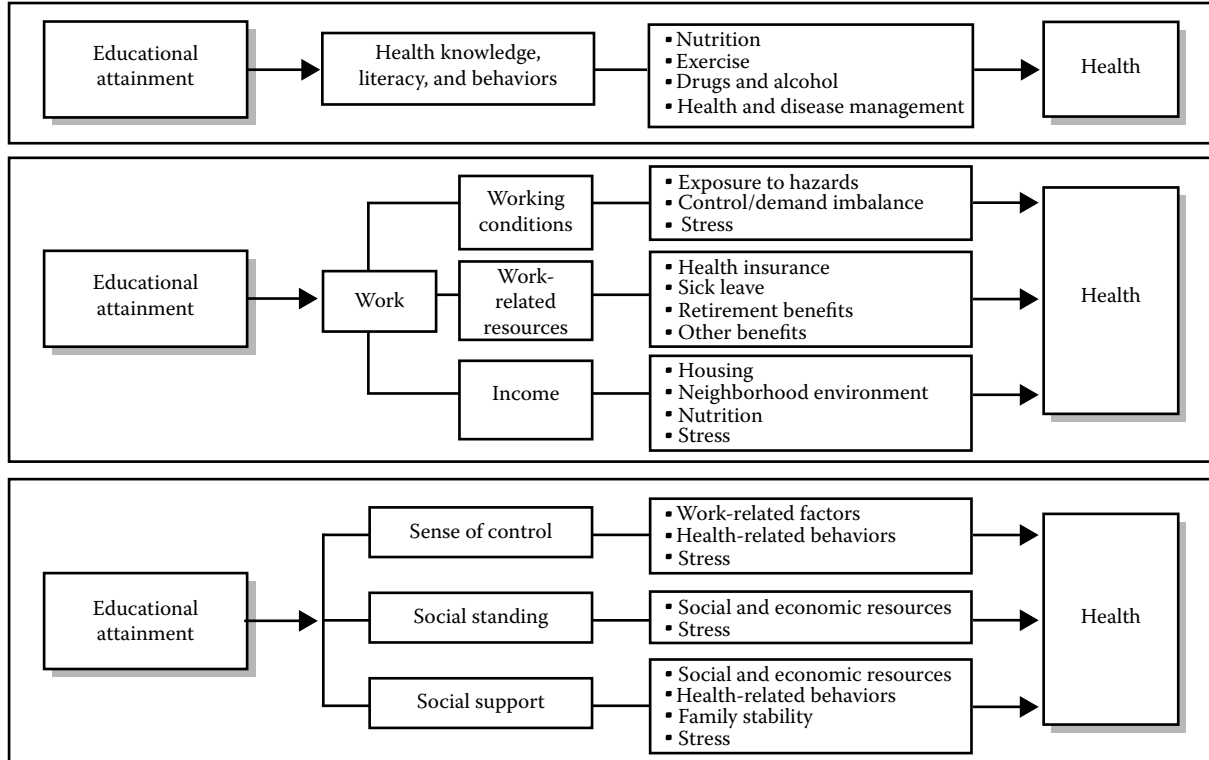 Educational
attainment
Health knowledge,
literacy, and behaviors
▪ Nutrition
▪ Exercise
▪ Drugs and alcohol
▪ Health and disease management
Health
Educational
attainment
Work
Working
conditions
▪ Exposure to hazards
▪ Control/demand imbalance
▪ Stress
Work-
related
resources
▪ Health insurance
▪ Sick leave
▪ Retirement benefits
▪ Other benefits
Income
▪ Housing
▪ Neighborhood environment
▪ Nutrition
▪ Stress
Health
Educational
attainment
Sense of control
▪ Work-related factors
▪ Health-related behaviors
▪ Stress
Social standing
▪ Social and economic resources
▪ Stress
Social support
▪ Social and economic resources
▪ Health-related behaviors
▪ Family stability
▪ Stress
Health